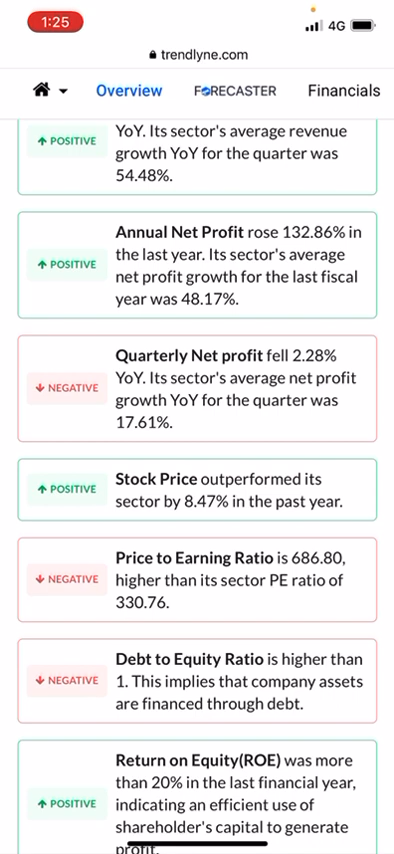 1:25
4G
trendlyne.com
Overview FORECASTER Financials
POSITIVE
YoY. Its sector's average revenue
growth YoY for the quarter was
54.48%.
POSITIVE
Annual Net Profit rose 132.86% in
the last year. Its sector's average
net profit growth for the last fiscal
year was 48.17%.
NEGATIVE
Quarterly Net profit fell 2.28%
YoY. Its sector's average net profit
growth YoY for the quarter was
17.61%.
POSITIVE
Stock Price outperformed its
sector by 8.47% in the past year.
NEGATIVE
Price to Earning Ratio is 686.80,
higher than its sector PE ratio of
330.76.
NEGATIVE
Debt to Equity Ratio is higher than
1. This implies that company assets
are financed through debt.
POSITIVE
Return on Equity(ROE) was more
than 20% in the last financial year,
indicating an efficient use of
shareholder's capital to generate
profit.